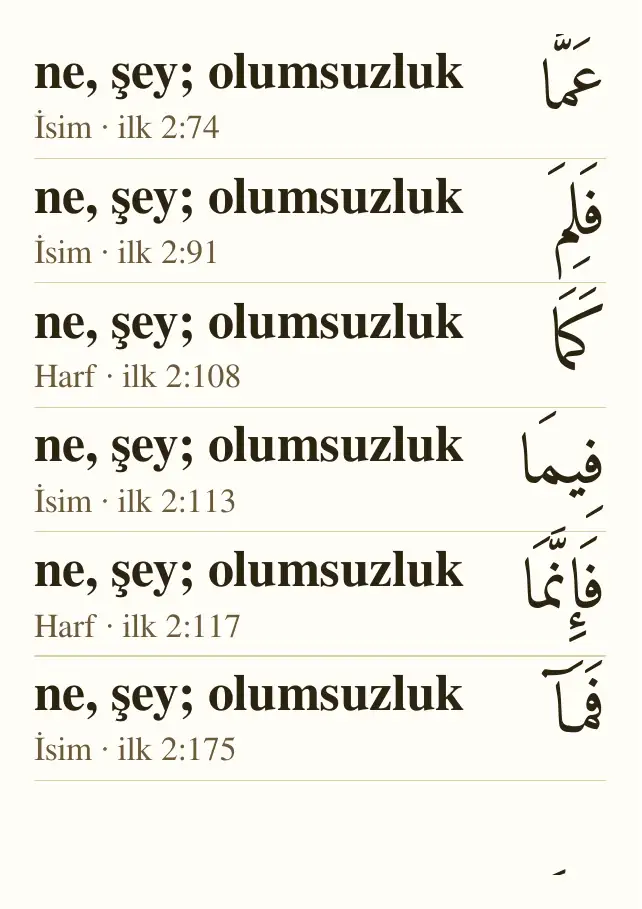 ne, şey; olumsuzluk عَمَّا
İsim · ilk 2:74
ne, şey; olumsuzluk فَلِمَ
İsim · ilk 2:91
ne, şey; olumsuzluk كَمَا
Harf · ilk 2:108
ne, şey; olumsuzluk فِيمَا
İsim · ilk 2:113
ne, şey; olumsuzluk فَإِنَّمَا
Harf · ilk 2:117
ne, şey; olumsuzluk فَمَآ
İsim · ilk 2:175